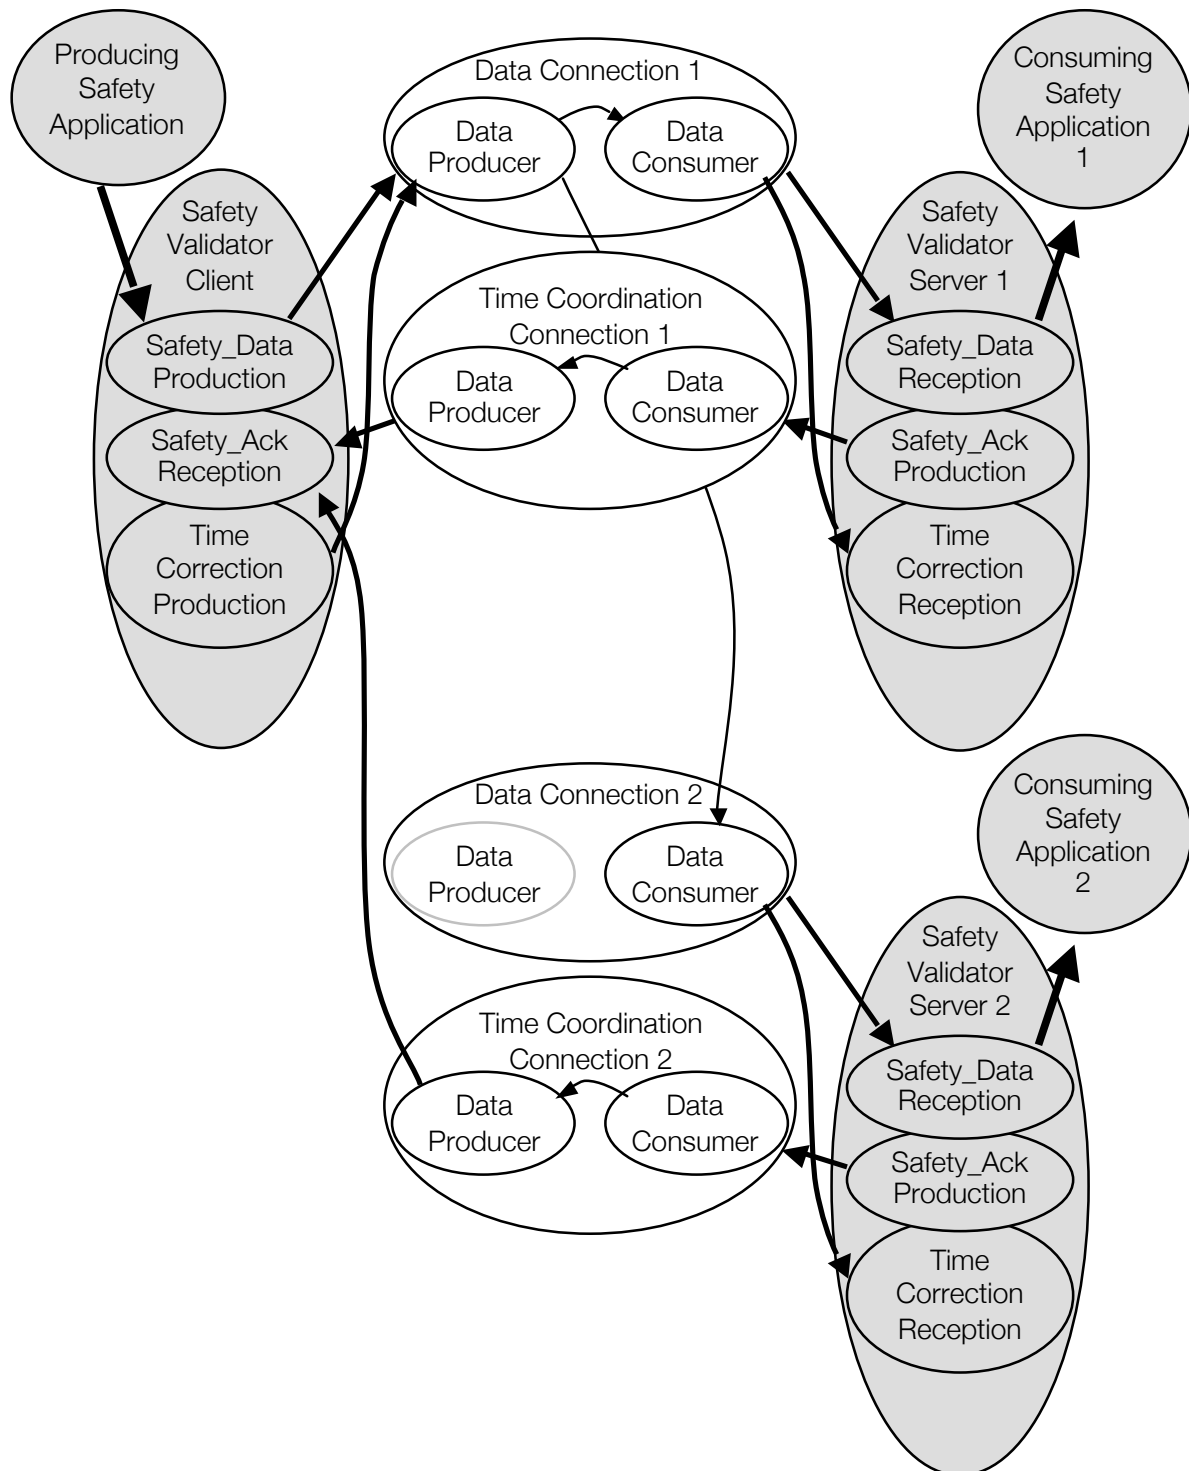 Producing
Safety
Application
Safety
Validator
Client
Safety_Data
Production
Safety_Ack
Reception
Time
Correction
Production
Data Connection 1
Data
Producer
Data
Consumer
Time Coordination
Connection 1
Data
Producer
Data
Consumer
Consuming
Safety
Application
1
Safety
Validator
Server 1
Safety_Data
Reception
Safety_Ack
Production
Time
Correction
Reception
Data Connection 2
Data
Producer
Data
Consumer
Time Coordination
Connection 2
Data
Producer
Data
Consumer
Consuming
Safety
Application
2
Safety
Validator
Server 2
Safety_Data
Reception
Safety_Ack
Production
Time
Correction
Reception